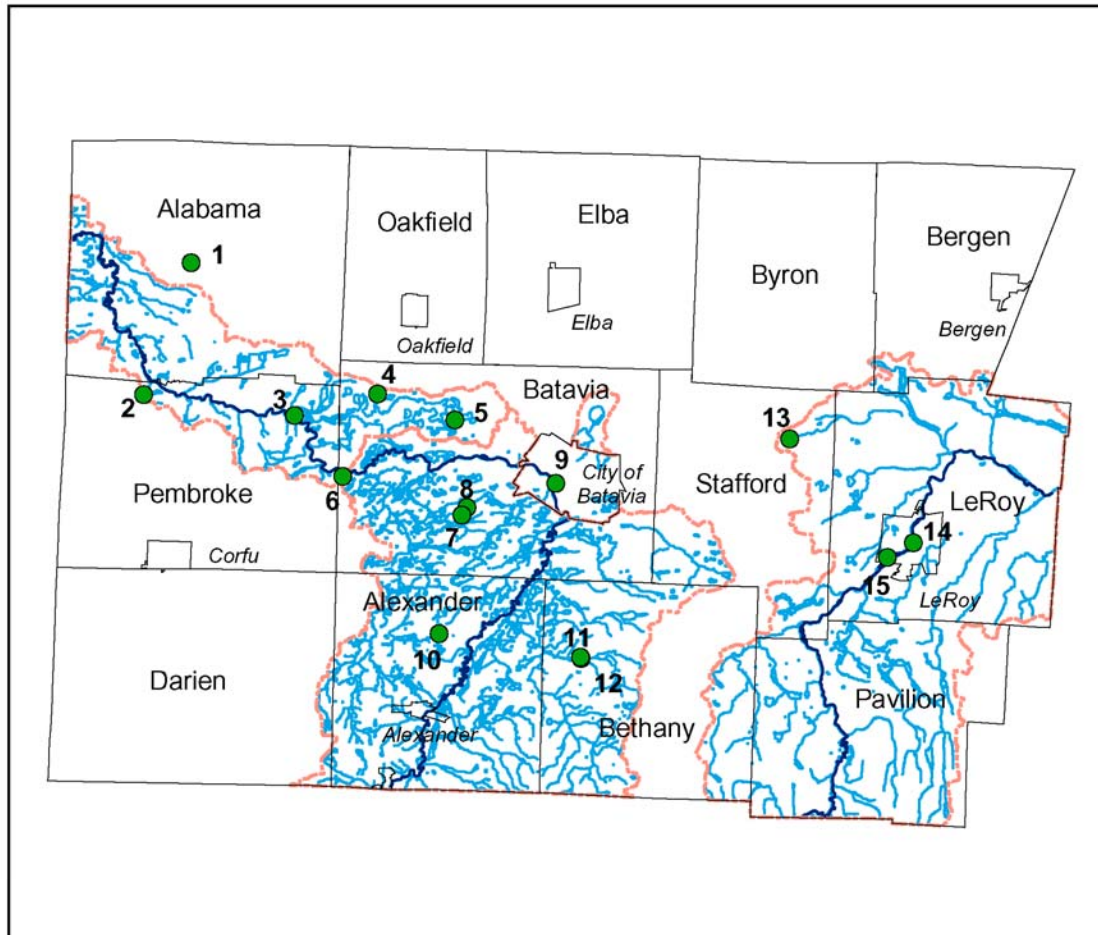 Alabama
Oakfield
Elba
Bergen
Byron
1
Elba
Bergen
Oakfield
2
3
4
5
Batavia
13
9
City of
Batavia
Stafford
Pembroke
6
8
7
LeRoy
14
15
LeRoy
Corfu
Alexander
10
11
12
Darien
Pavilion
Bethany
Alexander